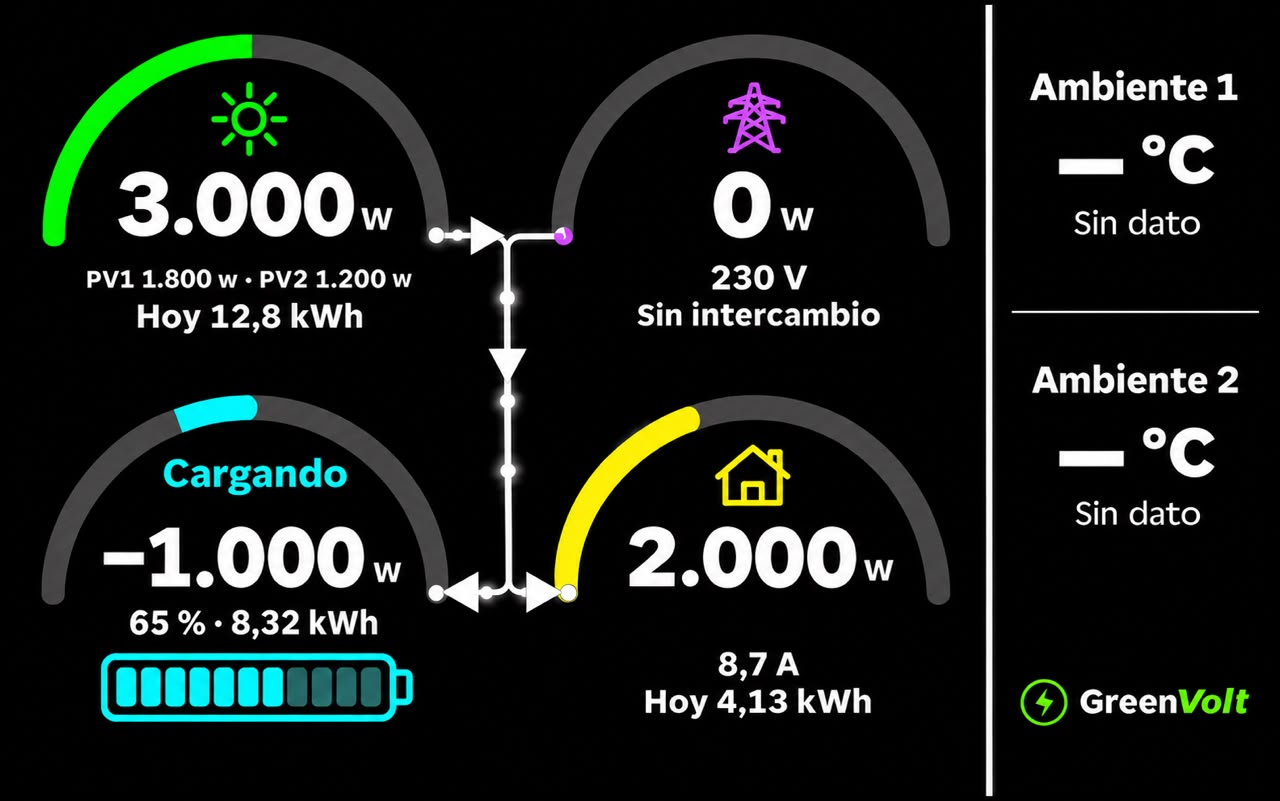 3.000 w
PV1 1.800 w · PV2 1.200 w
Hoy 12,8 kWh
0 w
230 V
Sin intercambio
Cargando
−1.000 w
65 % · 8,32 kWh
2.000 w
8,7 A
Hoy 4,13 kWh
Ambiente 1
— °C
Sin dato
Ambiente 2
— °C
Sin dato
GreenVolt